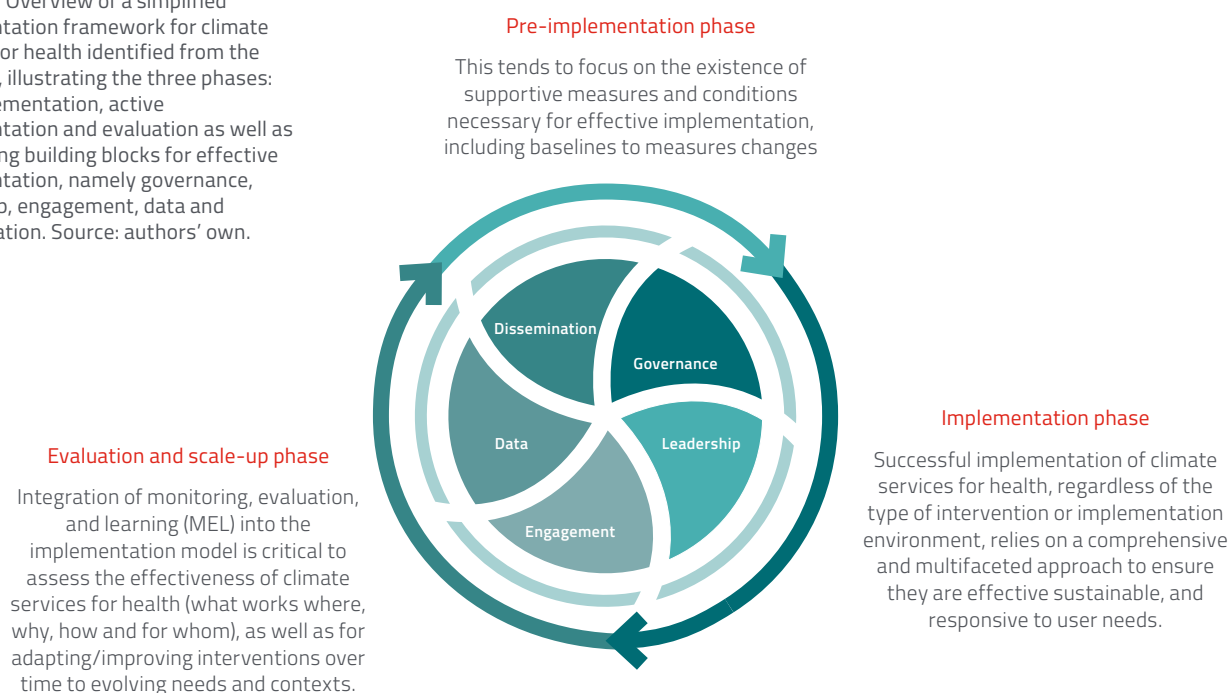 Overview of a simplified
framework for climate
or health identified from the
, illustrating the three phases:
active
and evaluation as well as
building blocks for effective
namely governance,
engagement, data and
Source: authors’ own.
Pre-implementation phase
This tends to focus on the existence of
supportive measures and conditions
necessary for effective implementation,
including baselines to measures changes
Dissemination
Governance
Data
Leadership
Engagement
Implementation phase
Successful implementation of climate
services for health, regardless of the
type of intervention or implementation
environment, relies on a comprehensive
and multifaceted approach to ensure
they are effective sustainable, and
responsive to user needs.
Evaluation and scale-up phase
Integration of monitoring, evaluation,
and learning (MEL) into the
implementation model is critical to
assess the effectiveness of climate
services for health (what works where,
why, how and for whom), as well as for
adapting/improving interventions over
time to evolving needs and contexts.